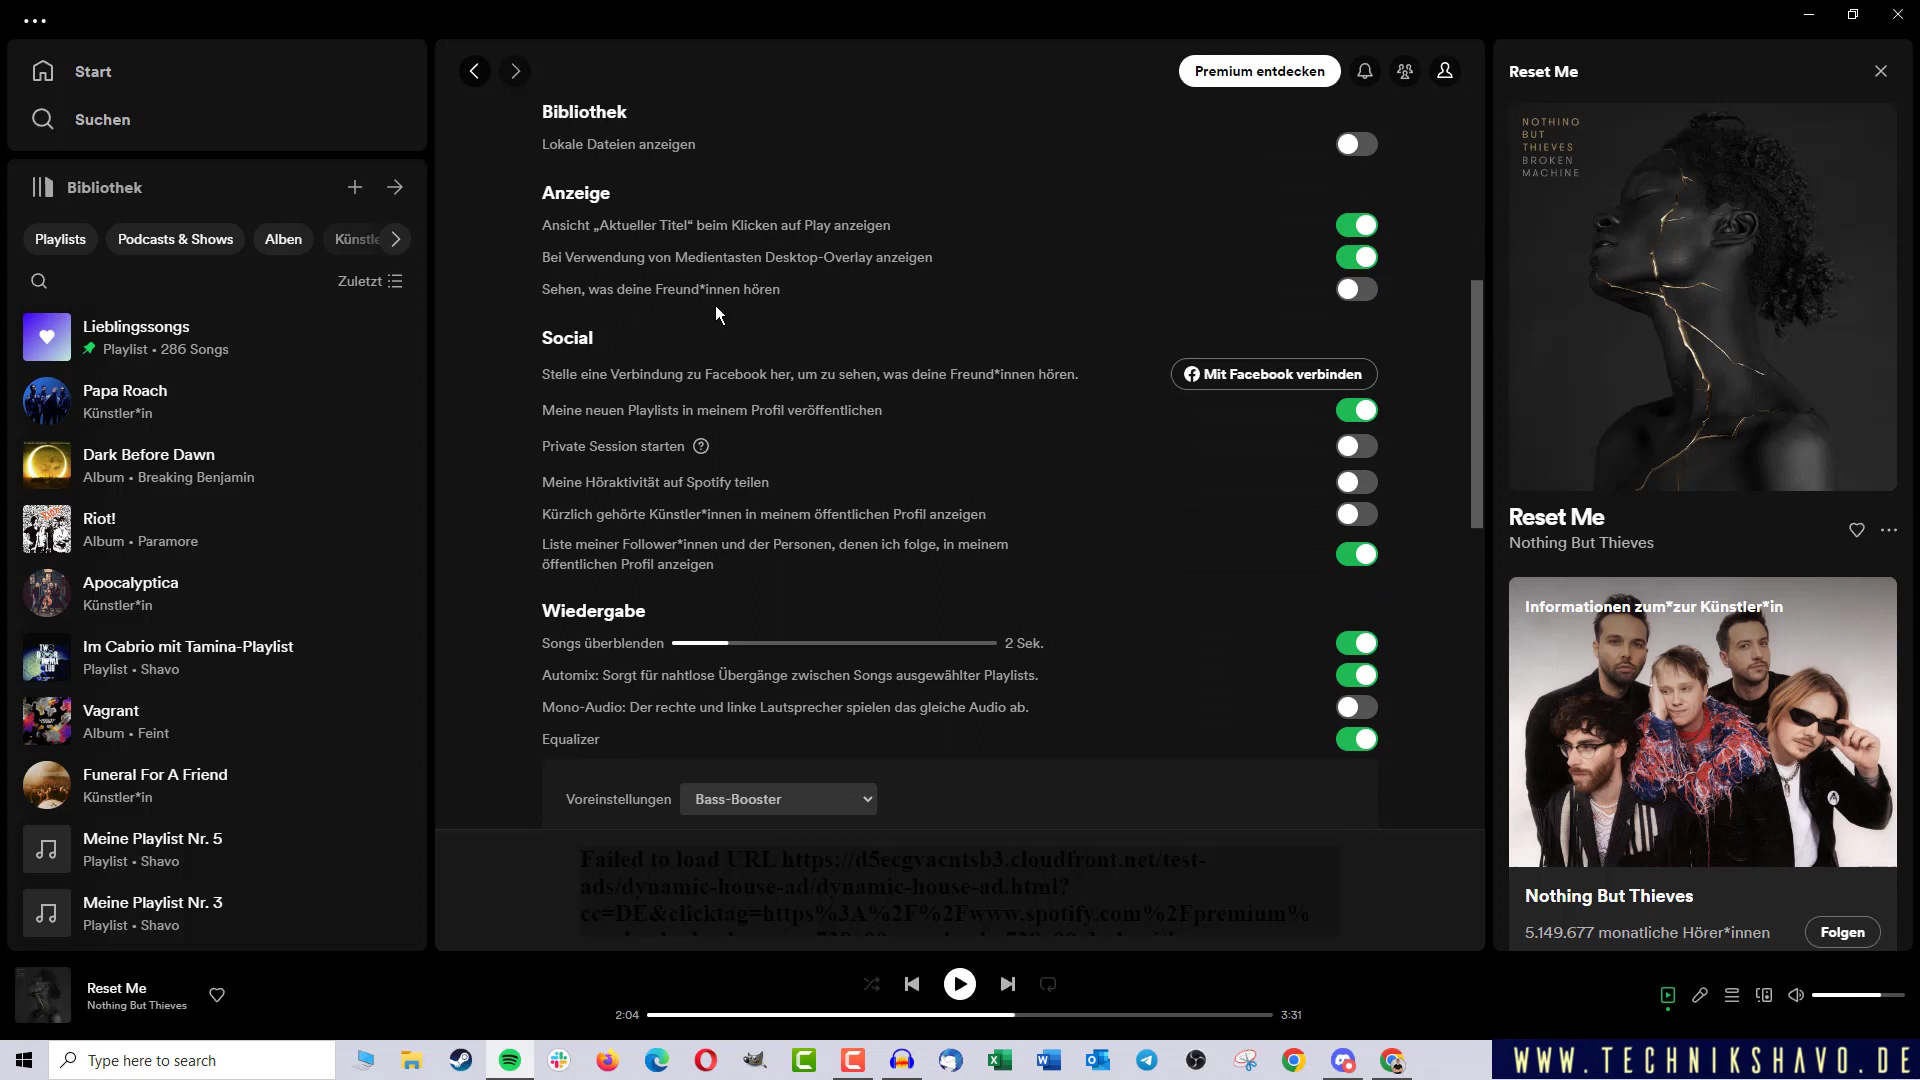 Start
Suchen
Bibliothek
Playlists
Podcasts & Shows
Alben
Künstle
Zuletzt
Lieblingssongs
Playlist • 286 Songs
Papa Roach
Künstler*in
Dark Before Dawn
Album • Breaking Benjamin
Riot!
Album • Paramore
Apocalyptica
Künstler*in
Im Cabrio mit Tamina-Playlist
Playlist • Shavo
Vagrant
Album • Feint
Funeral For A Friend
Künstler*in
Meine Playlist Nr. 5
Playlist • Shavo
Meine Playlist Nr. 3
Playlist • Shavo
Premium entdecken
Bibliothek
Lokale Dateien anzeigen
Anzeige
Ansicht „Aktueller Titel“ beim Klicken auf Play anzeigen
Bei Verwendung von Medientasten Desktop-Overlay anzeigen
Sehen, was deine Freund*innen hören
Social
Stelle eine Verbindung zu Facebook her, um zu sehen, was deine Freund*innen hören.
Mit Facebook verbinden
Meine neuen Playlists in meinem Profil veröffentlichen
Private Session starten
Meine Höraktivität auf Spotify teilen
Kürzlich gehörte Künstler*innen in meinem öffentlichen Profil anzeigen
Liste meiner Follower*innen und der Personen, denen ich folge, in meinem
öffentlichen Profil anzeigen
Wiedergabe
Songs überblenden
2 Sek.
Automix: Sorgt für nahtlose Übergänge zwischen Songs ausgewählter Playlists.
Mono-Audio: Der rechte und linke Lautsprecher spielen das gleiche Audio ab.
Equalizer
Voreinstellungen
Bass-Booster
Failed to load URL https://d5ecgvacntsb3.cloudfront.net/test-
ads/dynamic-house-ad/dynamic-house-ad.html?
cc=DE&clicktag=https%3A%2F%2Fwww.spotify.com%2Fpremium%
Reset Me
NOTHING
BUT
THIEVES
BROKEN
MACHINE
Reset Me
Nothing But Thieves
Informationen zum*zur Künstler*in
Nothing But Thieves
5.149.677 monatliche Hörer*innen
Folgen
Reset Me
Nothing But Thieves
2:04
3:31
Type here to search
WWW.TECHNIKSHAVO.DE